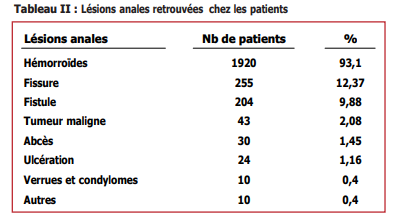 Tableau II : Lésions anales retrouvées chez les patients
Lésions anales Nb de patients %
Hémorroïdes 1920 93,1
Fissure 255 12,37
Fistule 204 9,88
Tumeur maligne 43 2,08
Abcès 30 1,45
Ulcération 24 1,16
Verrues et condylomes 10 0,4
Autres 10 0,4